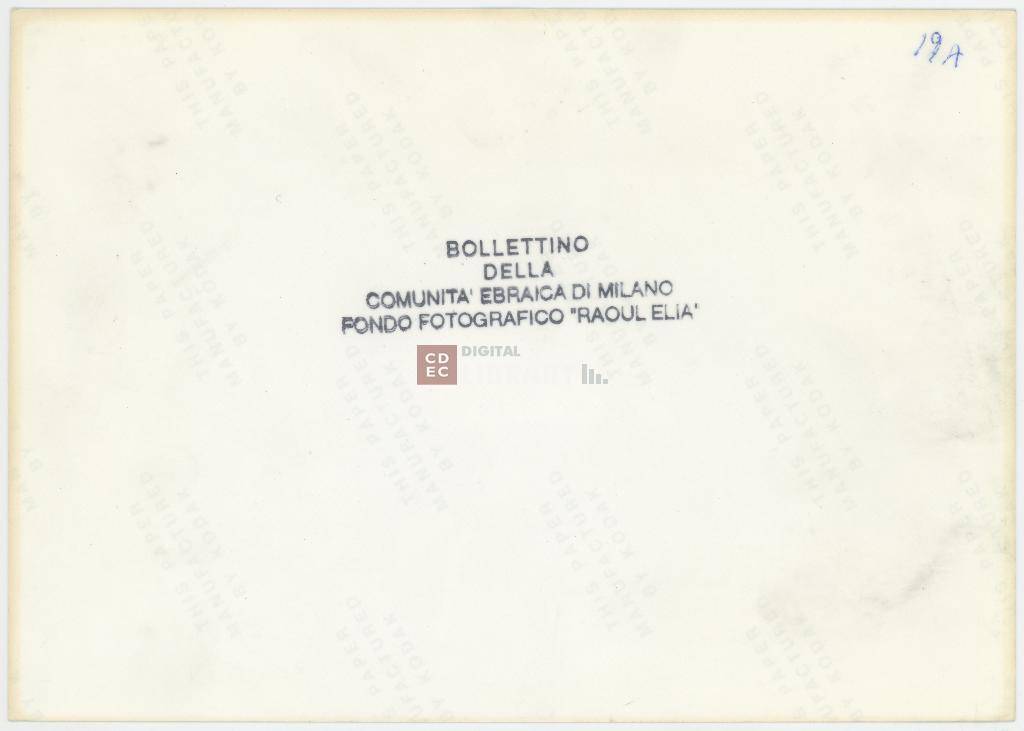 19A
BOLLETTINO
DELLA
COMUNITA' EBRAICA DI MILANO
FONDO FOTOGRAFICO "RAOUL ELIA"
CD
EC
DIGITAL
LIBRARY
THIS PAPER
MANUFACTURED
BY KODAK